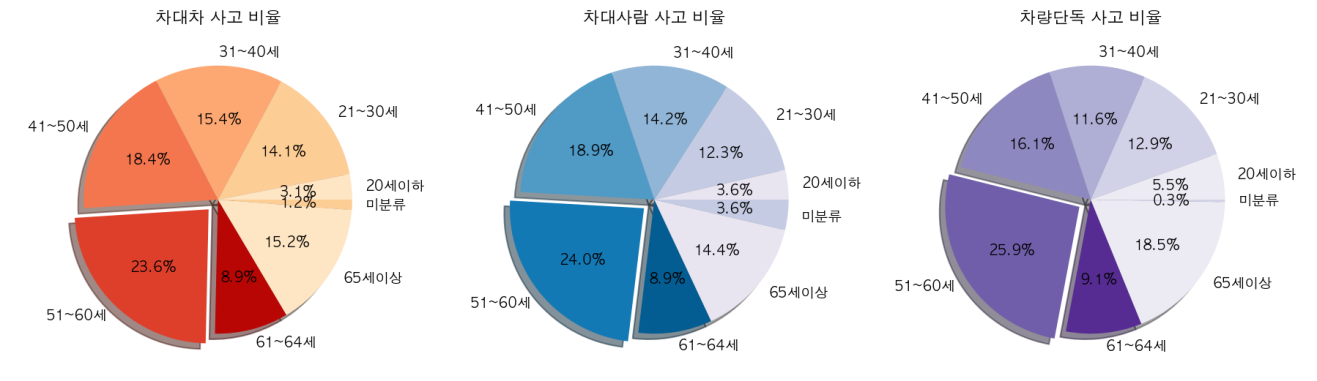 차대차 사고 비율
31~40세
21~30세
41~50세
15.4%
14.1%
18.4%
3.1%
20세이하
1.2%
미분류
15.2%
23.6%
8.9%
65세이상
51~60세
61~64세
차대사람 사고 비율
31~40세
21~30세
41~50세
14.2%
12.3%
18.9%
3.6%
20세이하
3.6%
미분류
14.4%
24.0%
8.9%
65세이상
51~60세
61~64세
차량단독 사고 비율
31~40세
21~30세
41~50세
11.6%
12.9%
16.1%
5.5%
20세이하
0.3%
미분류
18.5%
25.9%
9.1%
65세이상
51~60세
61~64세